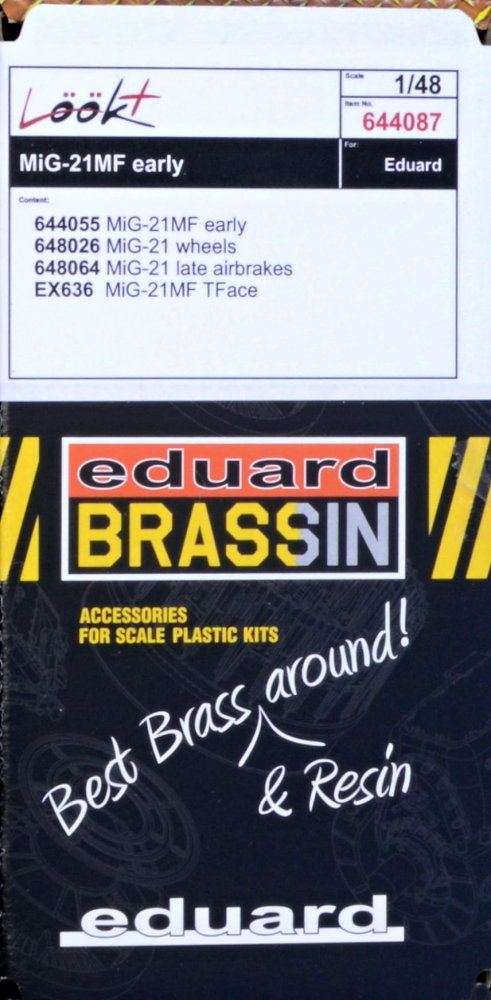 Löök+
Scale
1/48
Item No.
644087
MiG-21MF early
For:
Eduard
Content:
644055 MiG-21MF early
648026 MiG-21 wheels
648064 MiG-21 late airbrakes
EX636 MiG-21MF TFace
eduard
BRASSIN
ACCESSORIES
FOR SCALE PLASTIC KITS
Best Brass around!
& Resin
eduard